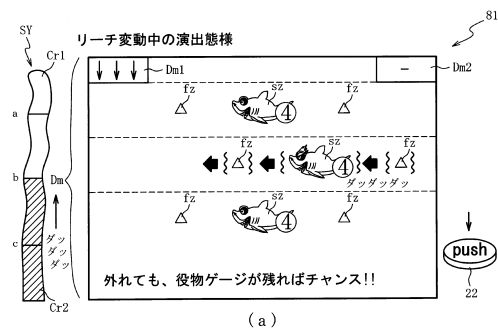 81
SY
リーチ変動中の演出態様
Cr1
Dm1
Dm2
fz
sz
fz
④
a
fz
sz
fz
④
ダッダッダッ
b
Dm
fz
sz
fz
④
c
ダッ
ダッ
ダッ
push
22
外れても、役物ゲージが残ればチャンス!!
Cr2
(a)